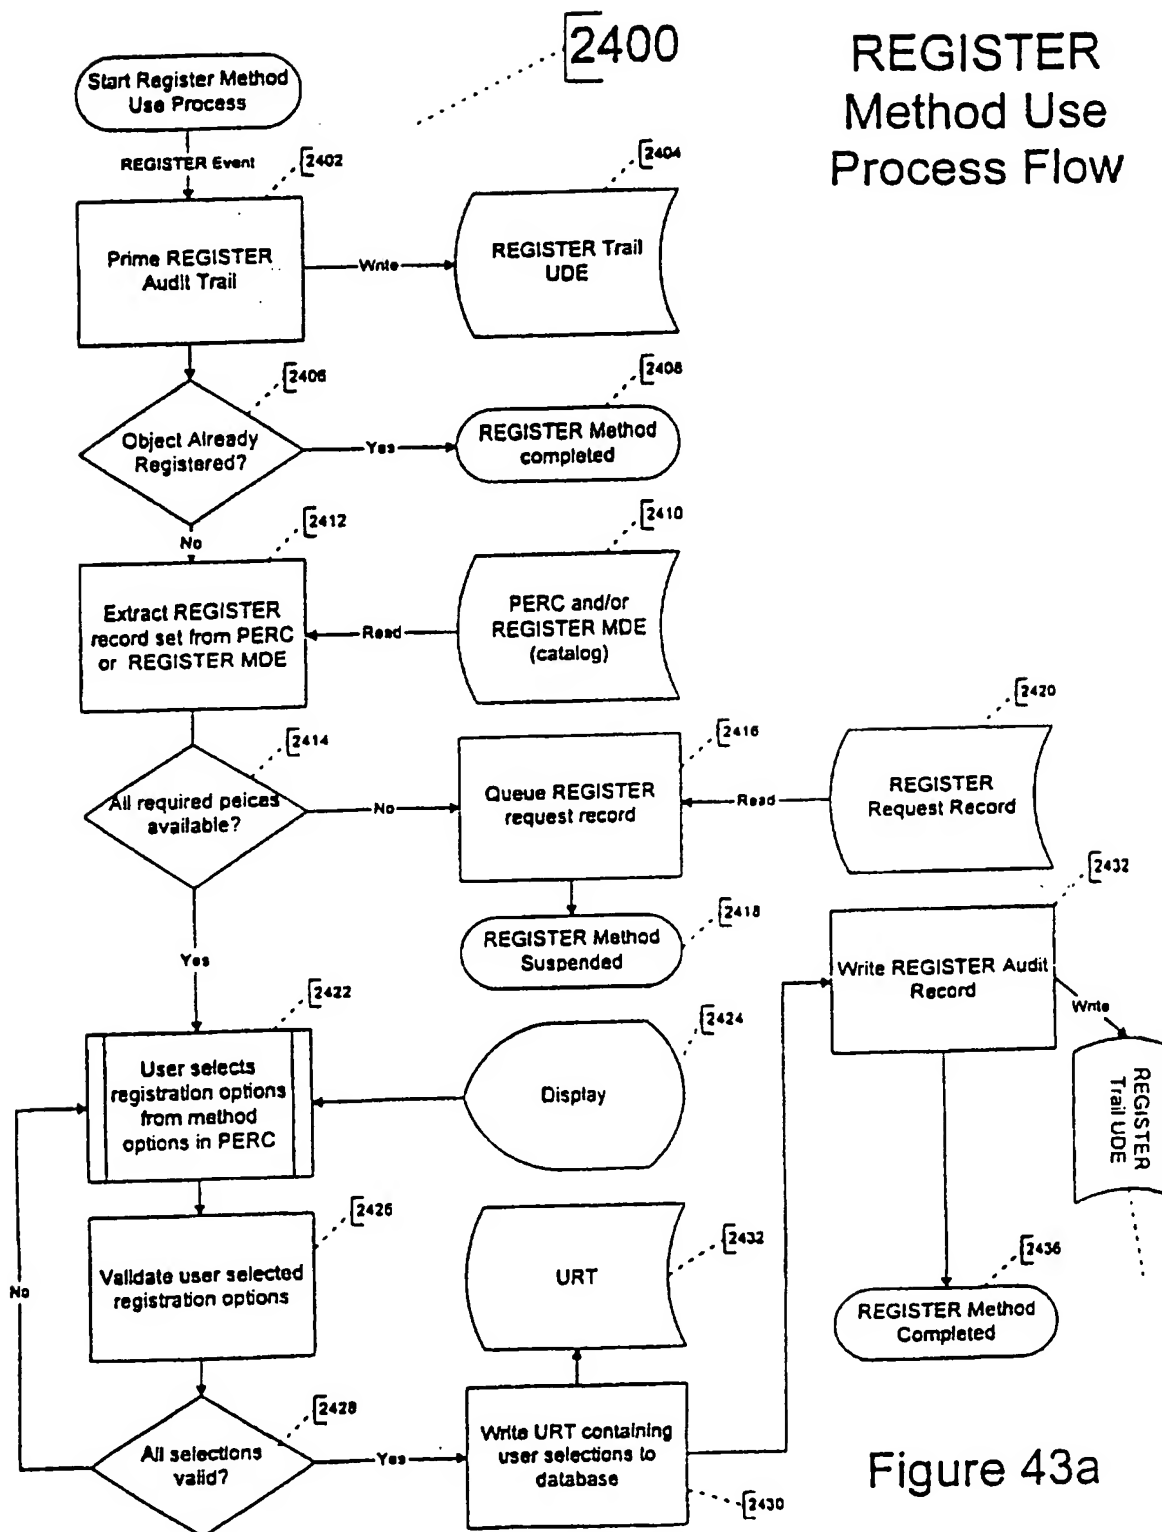 2400
REGISTER
Method Use
Process Flow
Start Register Method
Use Process
REGISTER Event
2402
2404
Prime REGISTER
Audit Trail
Write
REGISTER Trail
UDE
2406
2408
Object Already
Registered?
Yes
REGISTER Method
completed
No
2412
2410
Extract REGISTER
record set from PERC
or REGISTER MDE
Read
PERC and/or
REGISTER MDE
(catalog)
2414
2416
2420
All required peices
available?
No
Queue REGISTER
request record
Read
REGISTER
Request Record
2418
REGISTER Method
Suspended
2432
Write REGISTER Audit
Record
Write
REGISTER
Trail UDE
Yes
2422
2424
User selects
registration options
from method
options in PERC
Display
2426
2432
Validate user selected
registration options
URT
No
2436
REGISTER Method
Completed
2428
All selections
valid?
Yes
Write URT containing
user selections to
database
2430
Figure 43a